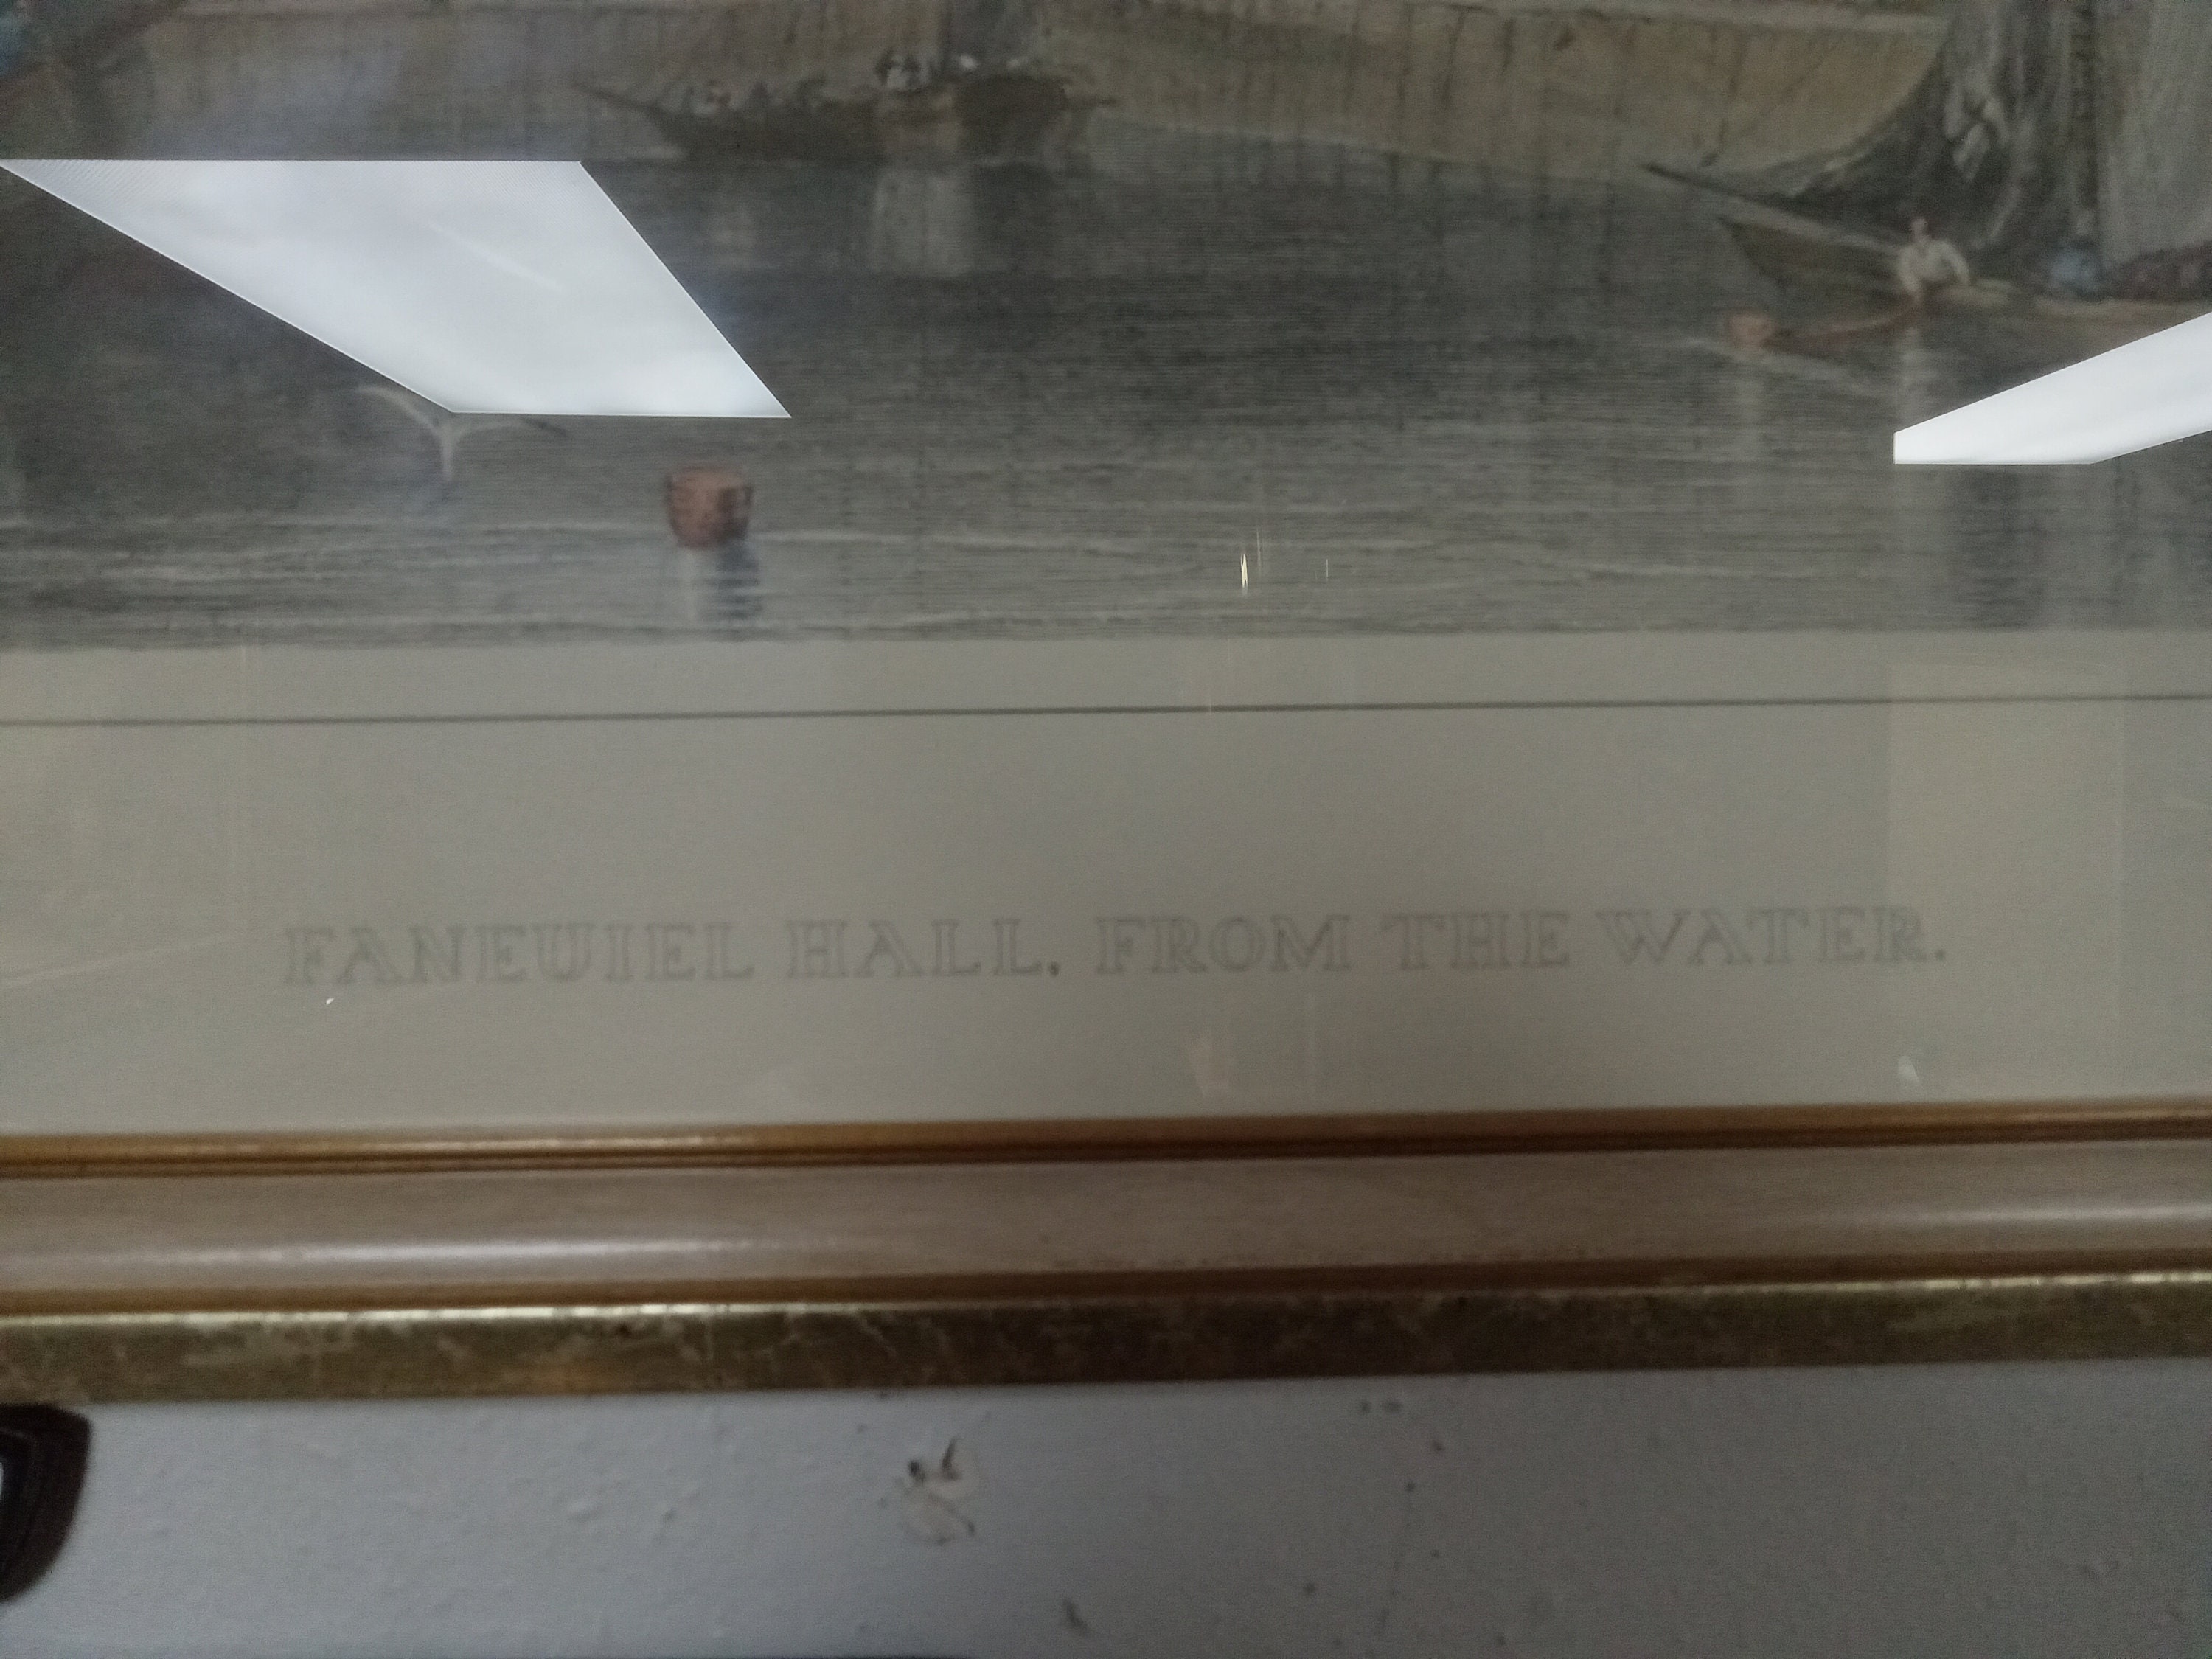 FANEUIEL HALL, FROM THE WATER.